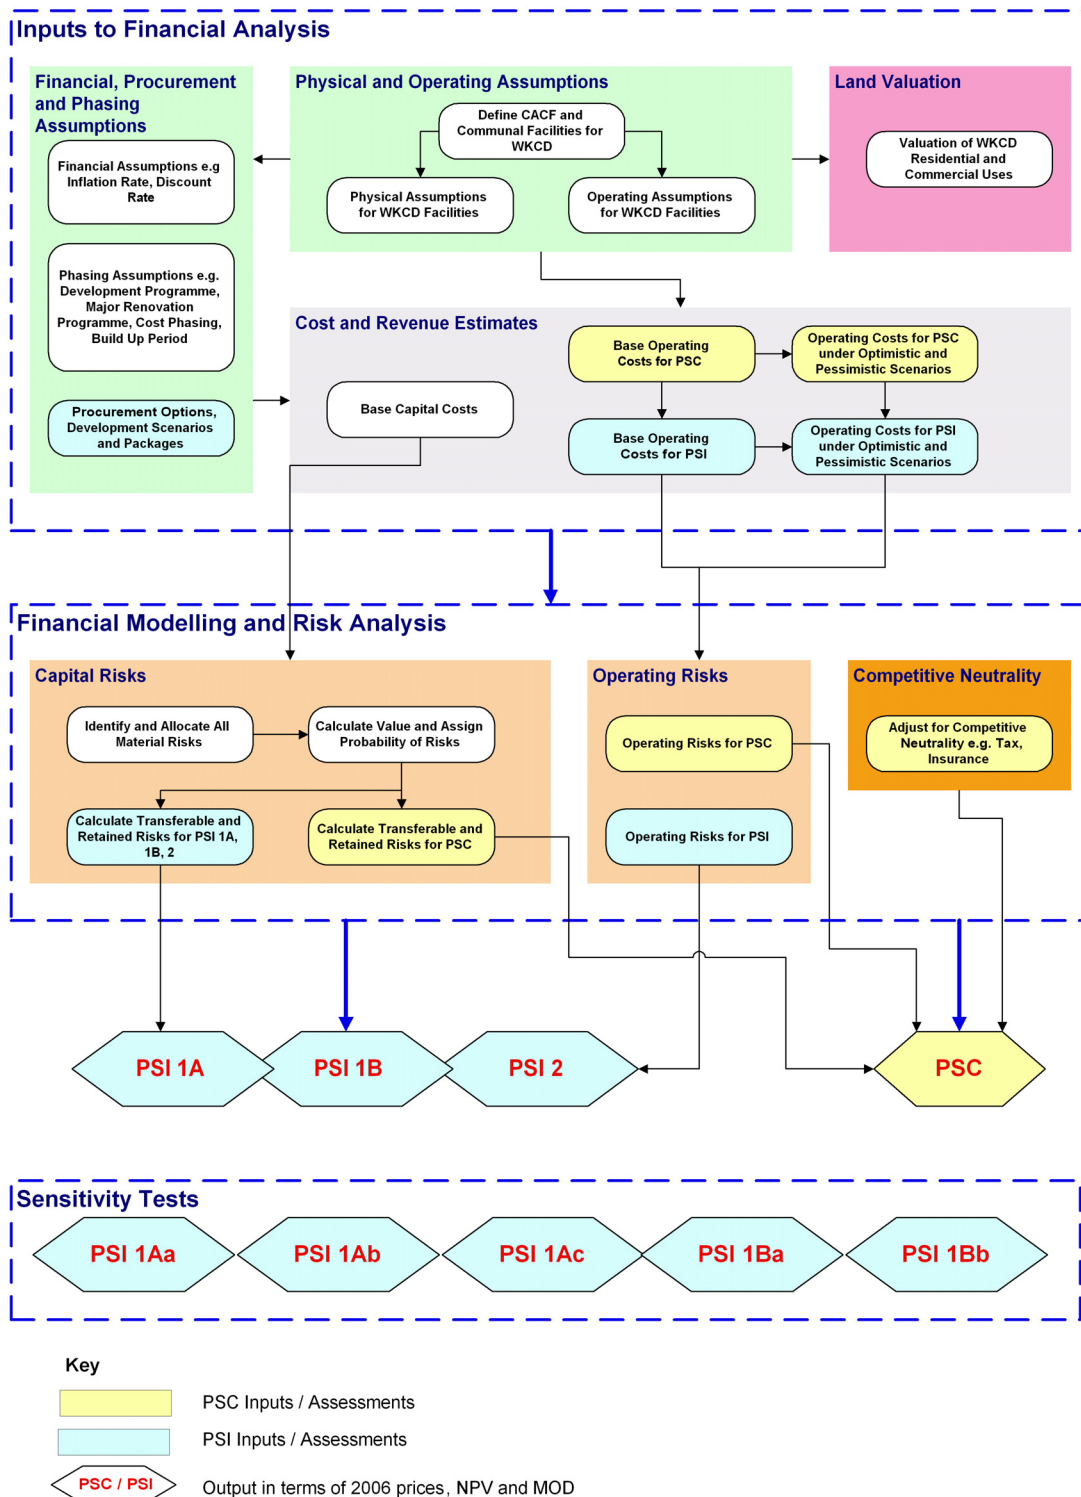 Inputs to Financial Analysis
Financial, Procurement
and Phasing
Assumptions
Financial Assumptions e.g
Inflation Rate, Discount
Rate
Phasing Assumptions e.g.
Development Programme,
Major Renovation
Programme, Cost Phasing,
Build Up Period
Procurement Options,
Development Scenarios
and Packages
Physical and Operating Assumptions
Define CACF and
Communal Facilities for
WKCD
Physical Assumptions
for WKCD Facilities
Operating Assumptions
for WKCD Facilities
Land Valuation
Valuation of WKCD
Residential and
Commercial Uses
Cost and Revenue Estimates
Base Capital Costs
Base Operating
Costs for PSC
Operating Costs for PSC
under Optimistic and
Pessimistic Scenarios
Base Operating
Costs for PSI
Operating Costs for PSI
under Optimistic and
Pessimistic Scenarios
Financial Modelling and Risk Analysis
Capital Risks
Identify and Allocate All
Material Risks
Calculate Value and Assign
Probability of Risks
Calculate Transferable and
Retained Risks for PSI 1A,
1B, 2
Calculate Transferable and
Retained Risks for PSC
Operating Risks
Operating Risks for PSC
Operating Risks for PSI
Competitive Neutrality
Adjust for Competitive
Neutrality e.g. Tax,
Insurance
PSI 1A
PSI 1B
PSI 2
PSC
Sensitivity Tests
PSI 1Aa
PSI 1Ab
PSI 1Ac
PSI 1Ba
PSI 1Bb
Key
PSC Inputs / Assessments
PSI Inputs / Assessments
PSC / PSI
Output in terms of 2006 prices, NPV and MOD